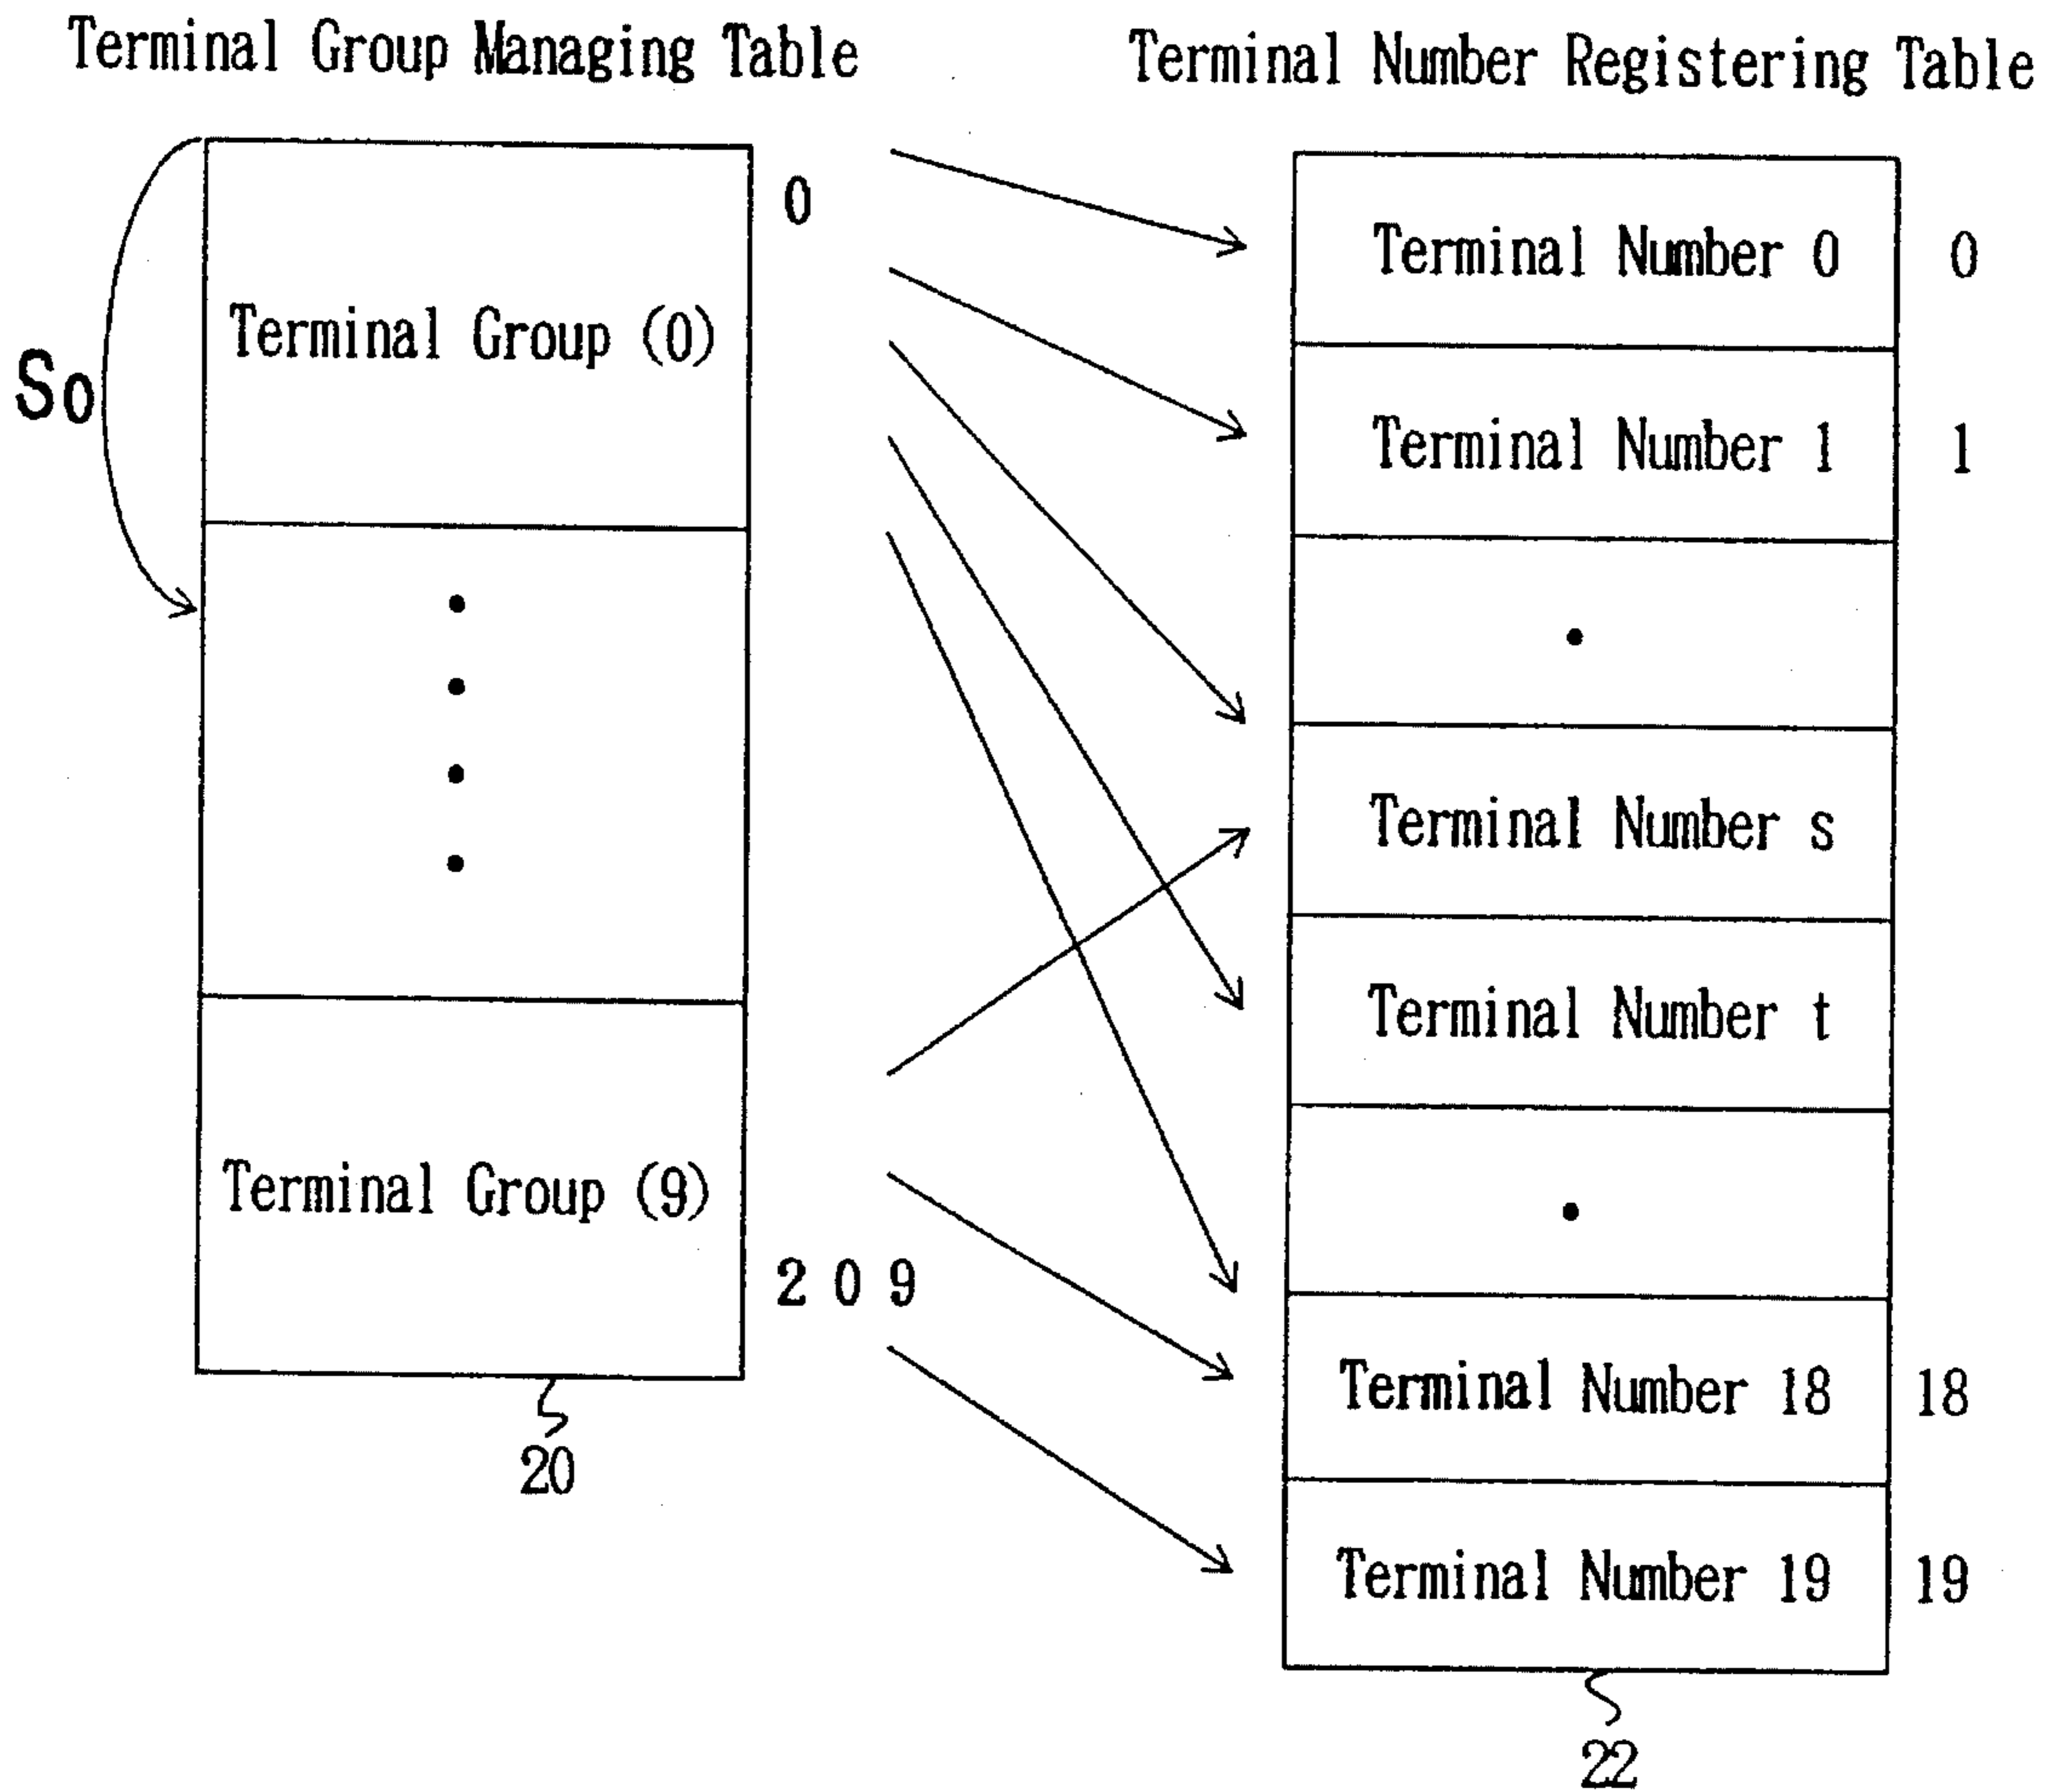 Terminal Group Managing Table
Terminal Number Registering Table
0
Terminal Group (0)
So
Terminal Group (9)
2 0 9
20
Terminal Number 0 0
Terminal Number 1 1
Terminal Number s
Terminal Number t
Terminal Number 18 18
Terminal Number 19 19
22